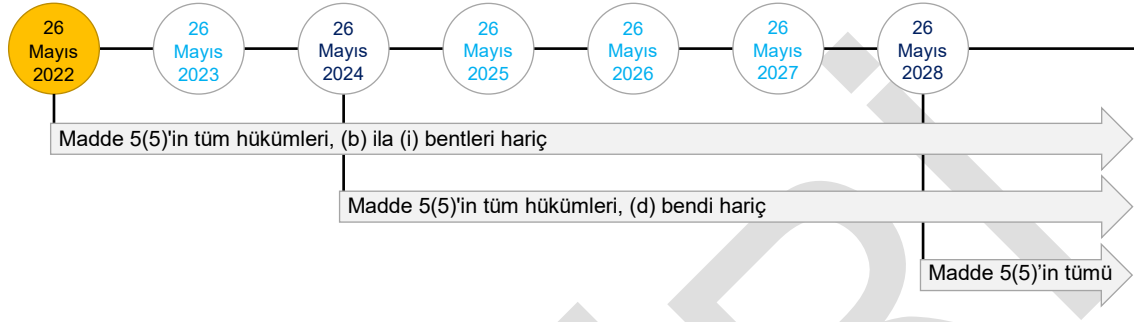 26 Mayıs 2022
26 Mayıs 2023
26 Mayıs 2024
26 Mayıs 2025
26 Mayıs 2026
26 Mayıs 2027
26 Mayıs 2028
Madde 5(5)'in tüm hükümleri, (b) ila (i) bentleri hariç
Madde 5(5)'in tüm hükümleri, (d) bendi hariç
Madde 5(5)’in tümü